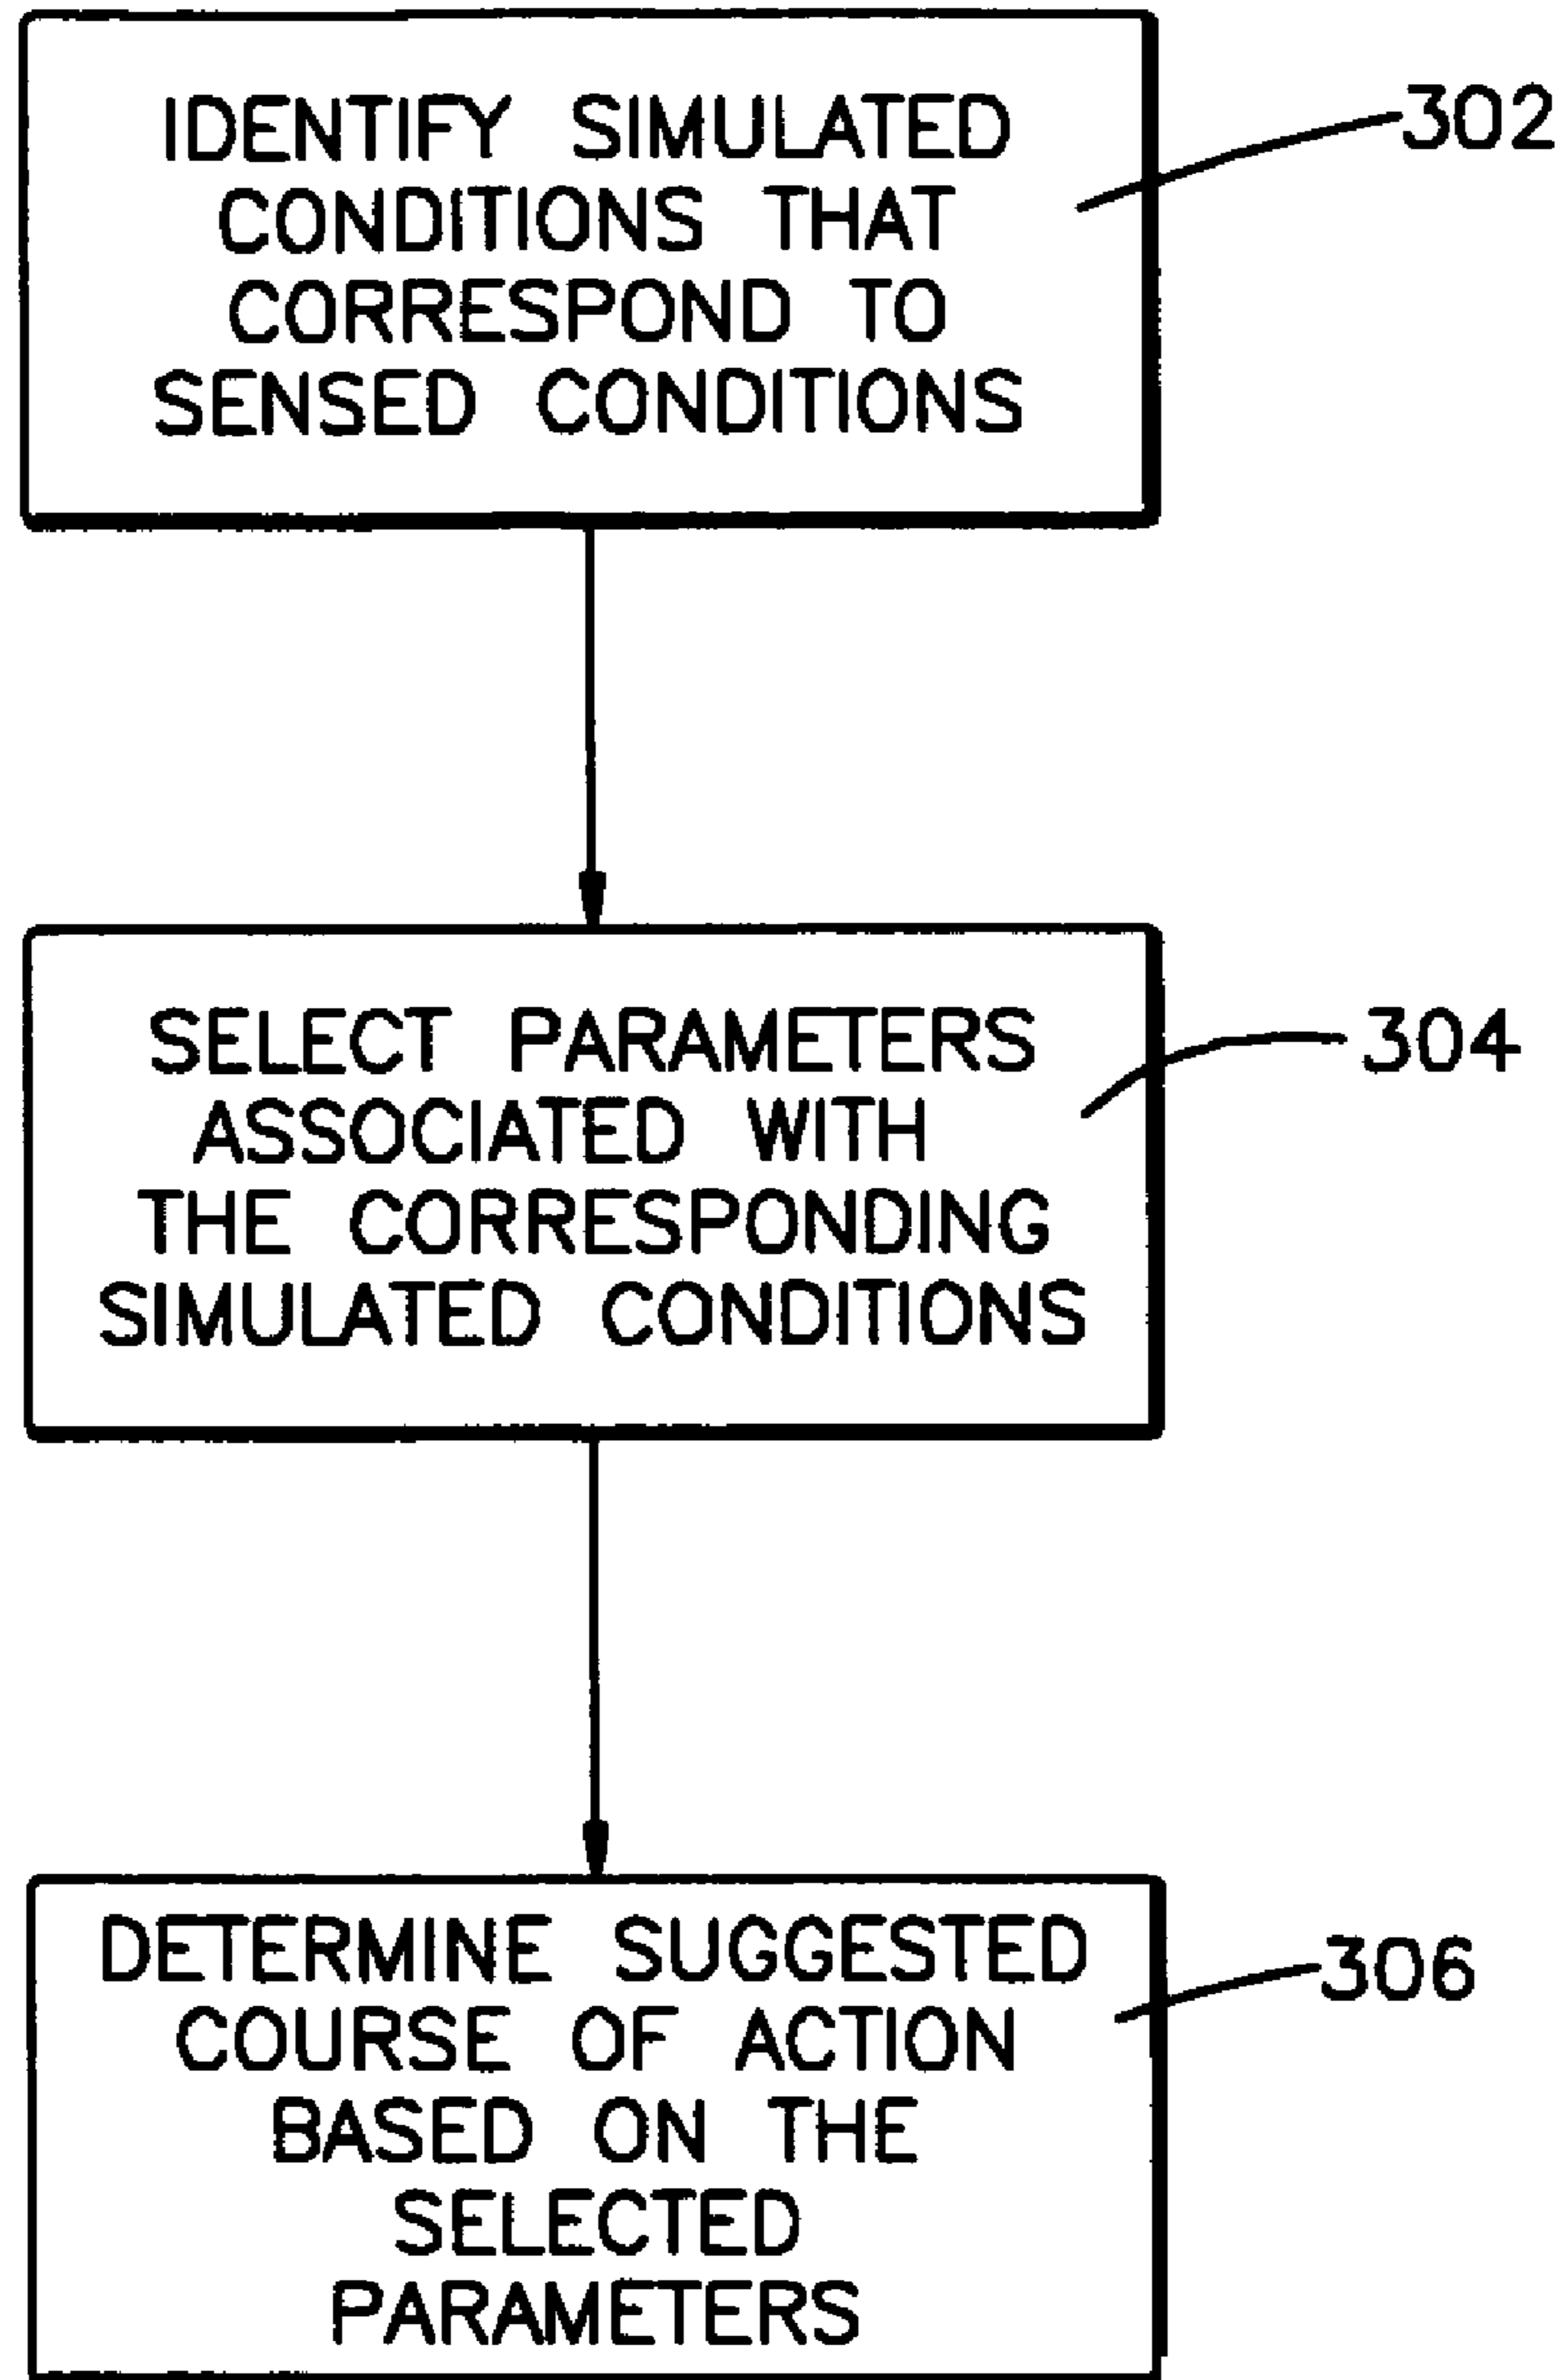 IDENTIFY SIMULATED
CONDITIONS THAT
CORRESPOND TO
SENSED CONDITIONS
302
SELECT PARAMETERS
ASSOCIATED WITH
THE CORRESPONDING
SIMULATED CONDITIONS
304
DETERMINE SUGGESTED
COURSE OF ACTION
BASED ON THE
SELECTED
PARAMETERS
306